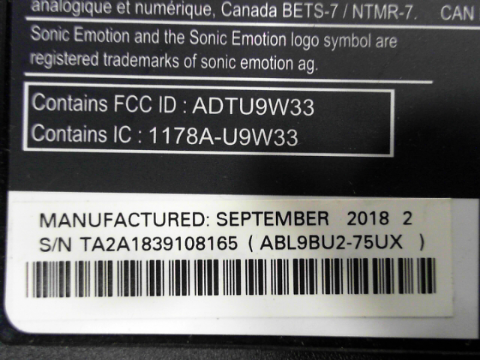 analogique et numérique, Canada BETS-7 / NTMR-7. CAN
Sonic Emotion and the Sonic Emotion logo symbol are
registered trademarks of sonic emotion ag.
Contains FCC ID : ADTU9W33
Contains IC : 1178A-U9W33
MANUFACTURED: SEPTEMBER 2018 2
S/N TA2A1839108165 ( ABL9BU2-75UX )